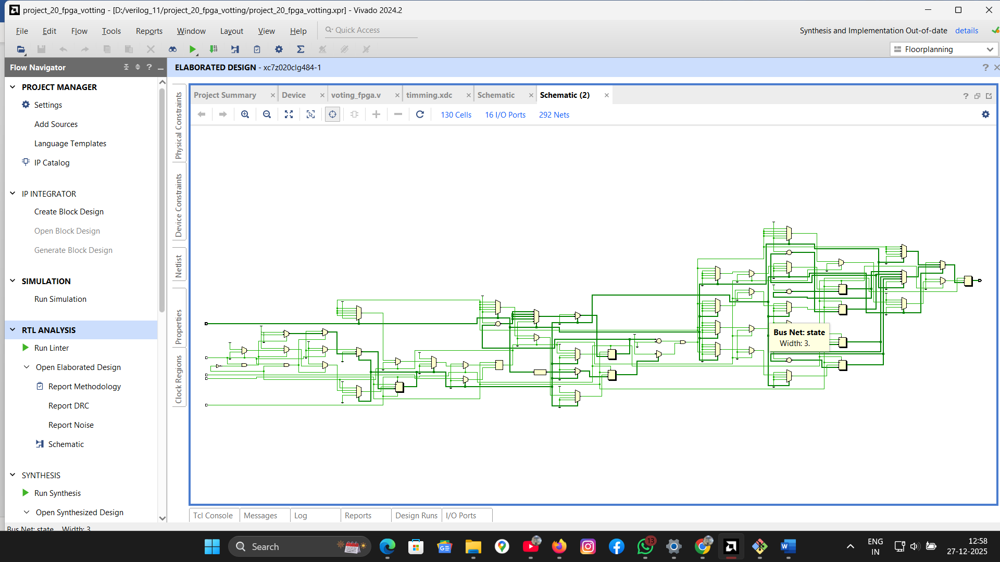 project_20_fpga_votting - [D:/verilog_11/project_20_fpga_votting/project_20_fpga_votting.xpr] - Vivado 2024.2
File Edit Flow Tools Reports Window Layout View Help Quick Access
Synthesis and Implementation Out-of-date details
Floorplanning
Flow Navigator
ELABORATED DESIGN - xc7z020clg484-1
PROJECT MANAGER
Settings
Add Sources
Language Templates
IP Catalog
IP INTEGRATOR
Create Block Design
Open Block Design
Generate Block Design
SIMULATION
Run Simulation
RTL ANALYSIS
Run Linter
Open Elaborated Design
Report Methodology
Report DRC
Report Noise
Schematic
SYNTHESIS
Run Synthesis
Open Synthesized Design
Bus Net: state Width: 3
Physical Constraints
Device Constraints
Netlist
Properties
Clock Regions
Project Summary Device voting_fpga.v timming.xdc Schematic Schematic (2)
130 Cells 16 I/O Ports 292 Nets
Bus Net: state
Width: 3.
Tcl Console Messages Log Reports Design Runs I/O Ports
Search
13
ENG
IN
12:58
27-12-2025